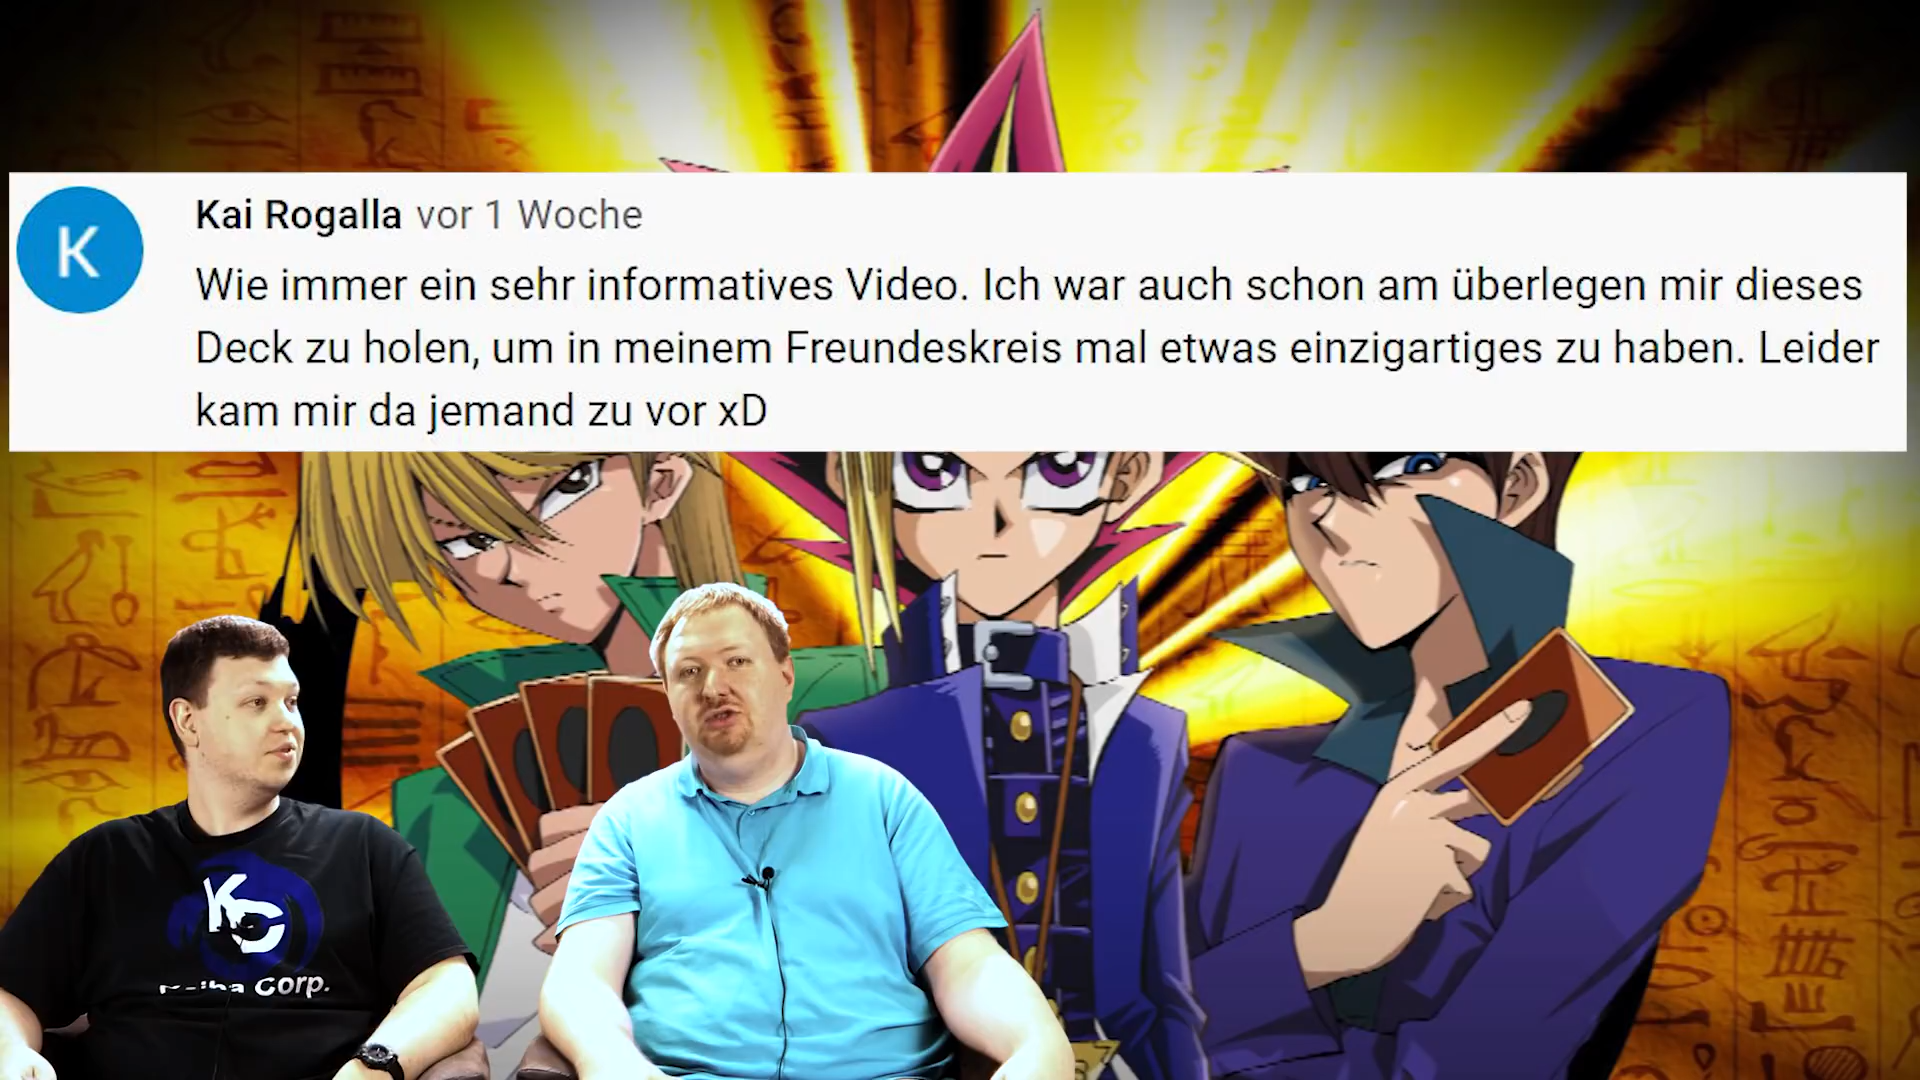 K
Kai Rogalla vor 1 Woche
Wie immer ein sehr informatives Video. Ich war auch schon am überlegen mir dieses
Deck zu holen, um in meinem Freundeskreis mal etwas einzigartiges zu haben. Leider
kam mir da jemand zu vor xD
KC
Corp.